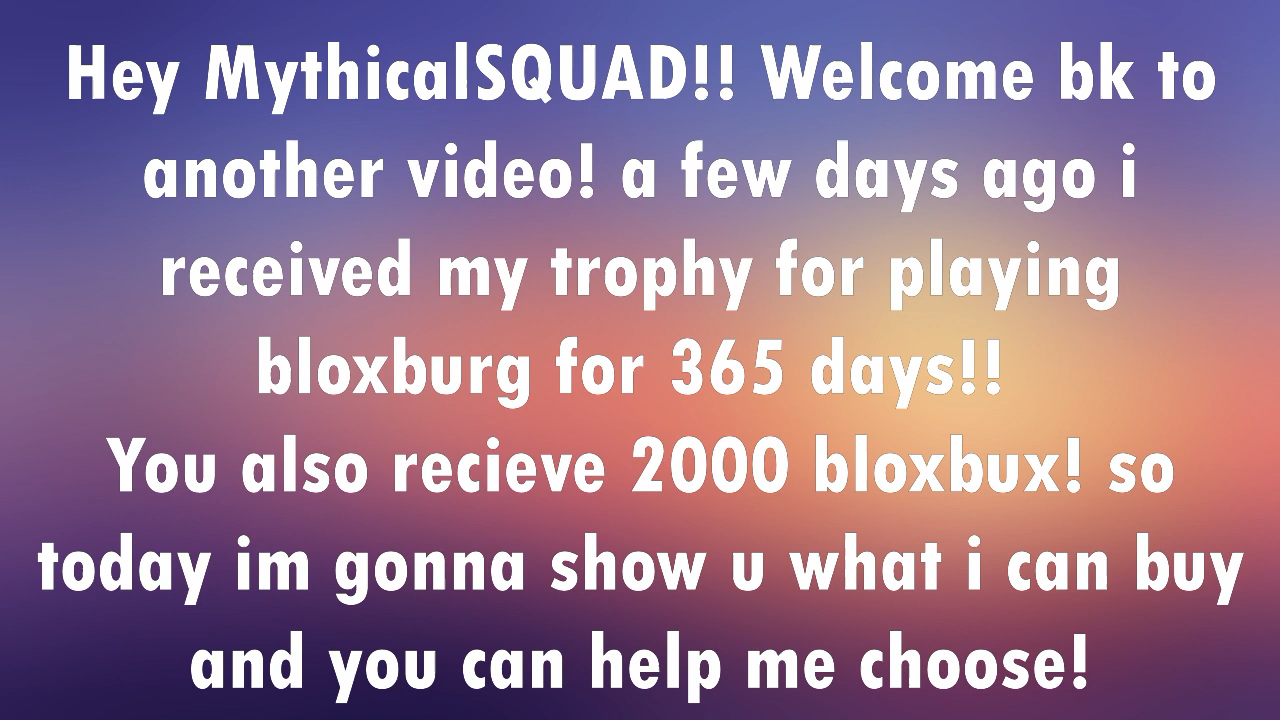 Hey MythicalSQUAD!! Welcome bk to
another video! a few days ago i
received my trophy for playing
bloxburg for 365 days!!
You also recieve 2000 bloxbux! so
today im gonna show u what i can buy
and you can help me choose!